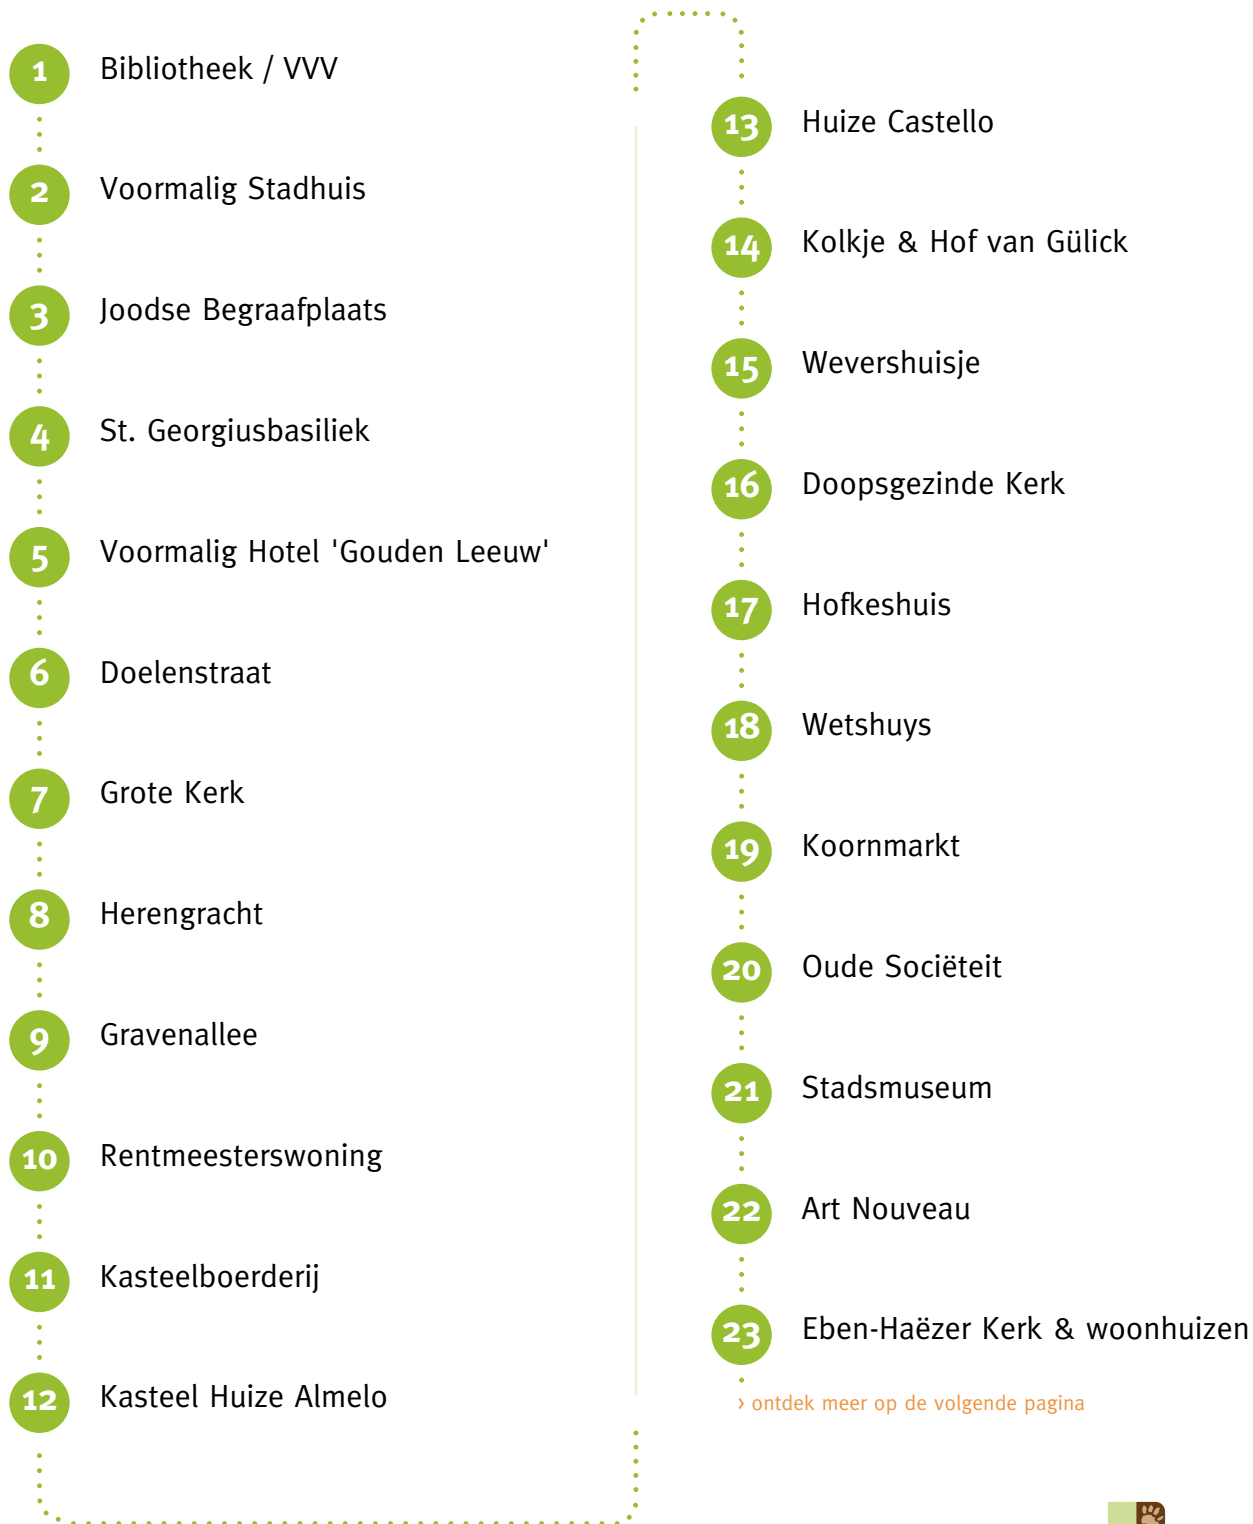 1 Bibliotheek / VVV
2 Voormalig Stadhuis
3 Joodse Begraafplaats
4 St. Georgiusbasiliek
5 Voormalig Hotel 'Gouden Leeuw'
6 Doelenstraat
7 Grote Kerk
8 Herengracht
9 Gravenallee
10 Rentmeesterswoning
11 Kasteelboerderij
12 Kasteel Huize Almelo
13 Huize Castello
14 Kolkje & Hof van Gülick
15 Wevershuisje
16 Doopsgezinde Kerk
17 Hofkeshuis
18 Wetshuys
19 Koornmarkt
20 Oude Sociëteit
21 Stadsmuseum
22 Art Nouveau
23 Eben-Haëzer Kerk & woonhuizen
› ontdek meer op de volgende pagina